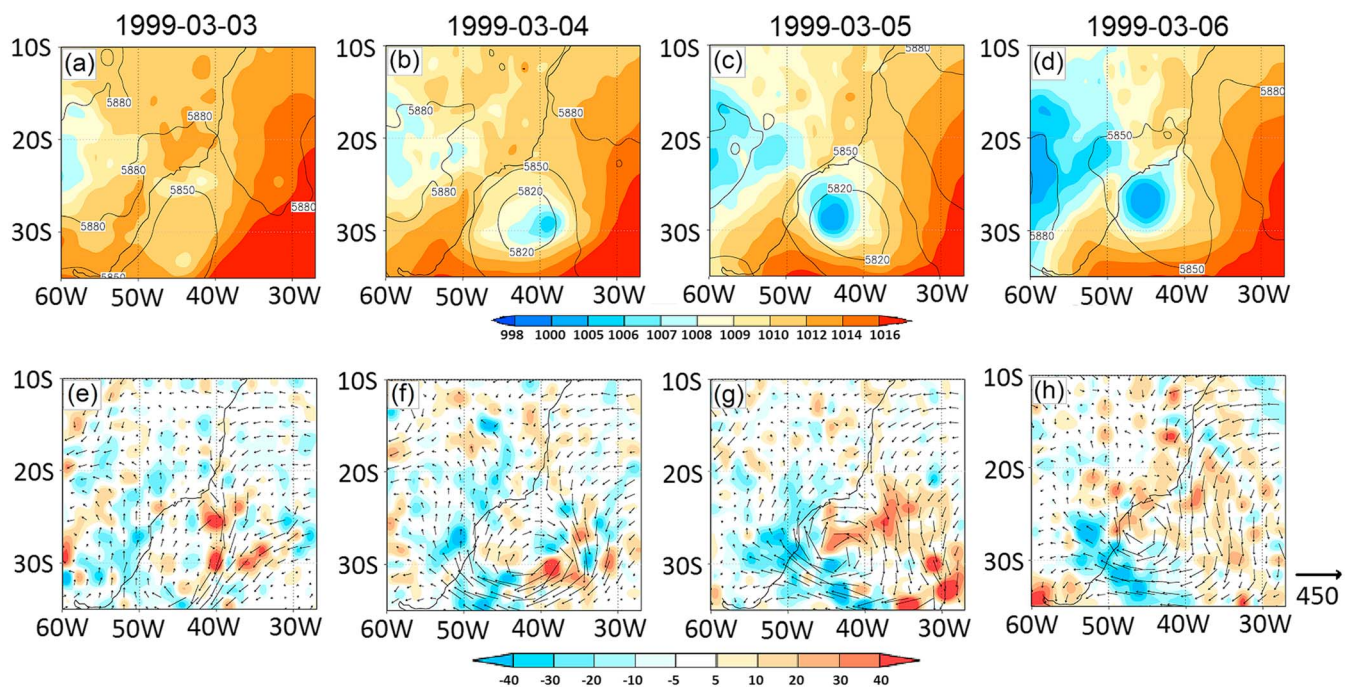 1999-03-03 1999-03-04 1999-03-05 1999-03-06
10S (a) 5880 5880 5880 5850 5880 5850
20S
30S
60W 50W 40W 30W
10S (b) 5880 5880 5850 5820 5820
20S
30S
60W 50W 40W 30W
10S (c) 5880 5850 5820 5820
20S
30S
60W 50W 40W 30W
10S (d) 5880 5850 5880 5850
20S
30S
60W 50W 40W 30W
998 1000 1005 1006 1007 1008 1009 1010 1012 1014 1016
10S (e)
20S
30S
60W 50W 40W 30W
10S (f)
20S
30S
60W 50W 40W 30W
10S (g)
20S
30S
60W 50W 40W 30W
10S (h)
20S
30S
60W 50W 40W 30W
450
-40 -30 -20 -10 -5 5 10 20 30 40